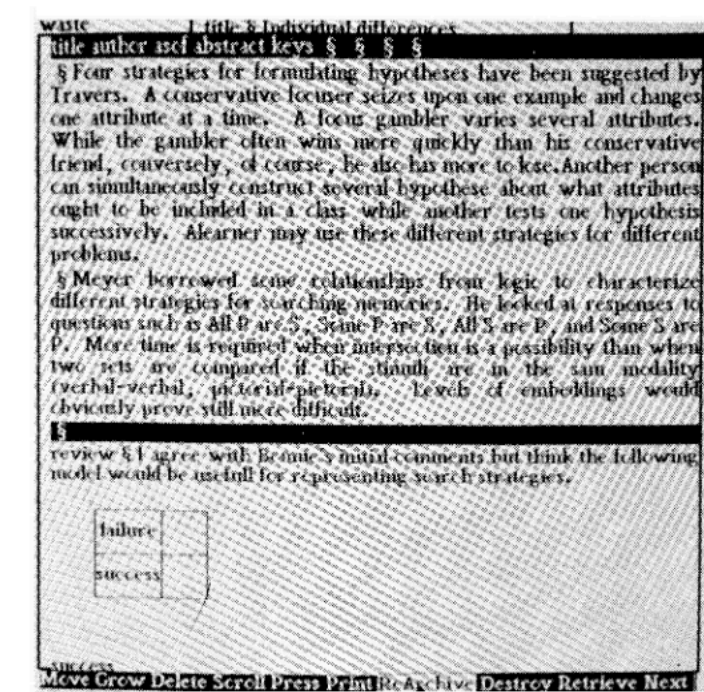 waste 1 title § Individual differences
title author ascf abstract keys § § § §
§ Four strategies for formulating hypotheses have been suggested by
Travers. A conservative focuser seizes upon one example and changes
one attribute at a time. A focus gambler varies several attributes.
While the gambler often wins more quickly than his conservative
friend, conversely, of course, he also has more to lose. Another person
can simultaneously construct several hypothese about what attributes
ought to be included in a class while another tests one hypothesis
successively. Alearner may use these different strategies for different
problems.
§ Meyer borrowed some relationships from logic to characterize
different strategies for searching memories. He looked at responses to
questions such as All P are S, Some P are S, All S are P, and Some S are
P. More time is required when intersection is a possibility than when
two sets are compared if the stimuli are in the sam modality
(verbal-verbal, pictorial-pictoral). Levels of embeddings would
obviously prove still more difficult.
§
review § I agree with Bonnie's initial comments but think the following
model would be usefull for representing search strategies.
failure
success
success
Move Grow Delete Scroll Press Print ReArchive Destroy Retrieve Next